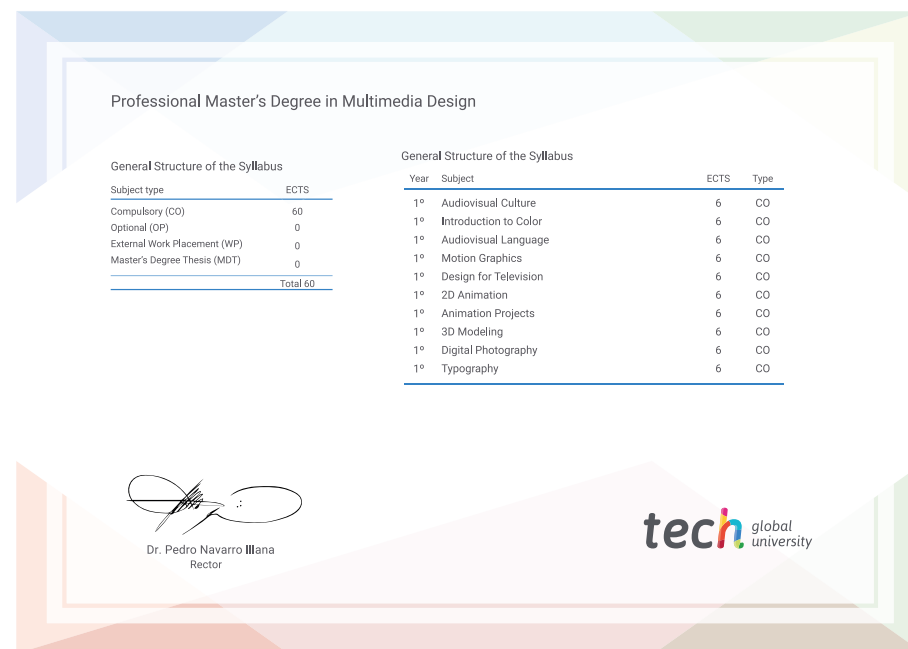 Professional Master's Degree in Multimedia Design
General Structure of the Syllabus
Subject type ECTS
Compulsory (CO) 60
Optional (OP) 0
External Work Placement (WP) 0
Master's Degree Thesis (MDT) 0
Total 60
General Structure of the Syllabus
Year Subject ECTS Type
1º Audiovisual Culture 6 CO
1º Introduction to Color 6 CO
1º Audiovisual Language 6 CO
1º Motion Graphics 6 CO
1º Design for Television 6 CO
1º 2D Animation 6 CO
1º Animation Projects 6 CO
1º 3D Modeling 6 CO
1º Digital Photography 6 CO
1º Typography 6 CO
Dr. Pedro Navarro Illana
Rector
tech global
university